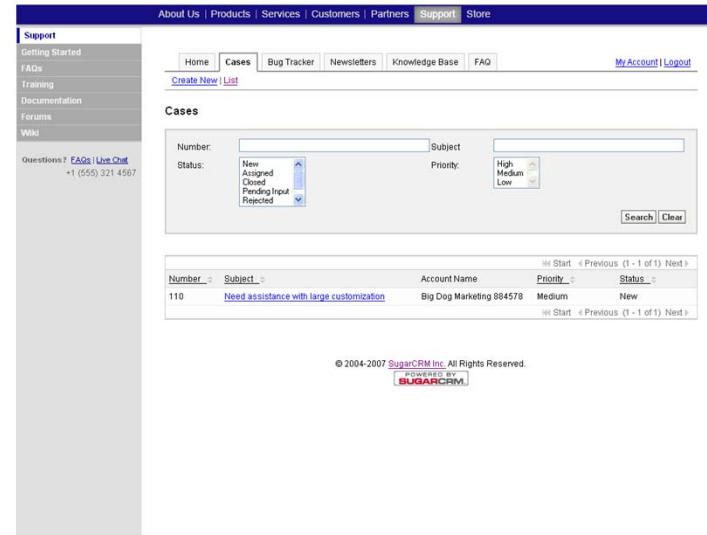 About Us | Products | Services | Customers | Partners Support Store
Support
Getting Started
FAQs
Training
Documentation
Forums
Wiki
Questions? FAQs | Live Chat
+1 (555) 321 4567
Home Cases Bug Tracker Newsletters Knowledge Base FAQ
My Account | Logout
Create New | List
Cases
Number: Subject
Status: New Assigned Closed Pending Input Rejected Priority: High Medium Low
Search Clear
Start Previous (1 - 1 of 1) Next
Number Subject Account Name Priority Status
110 Need assistance with large customization Big Dog Marketing 884578 Medium New
Start Previous (1 - 1 of 1) Next
© 2004-2007 SugarCRM Inc. All Rights Reserved.
POWERED BY
SUGARCRM.